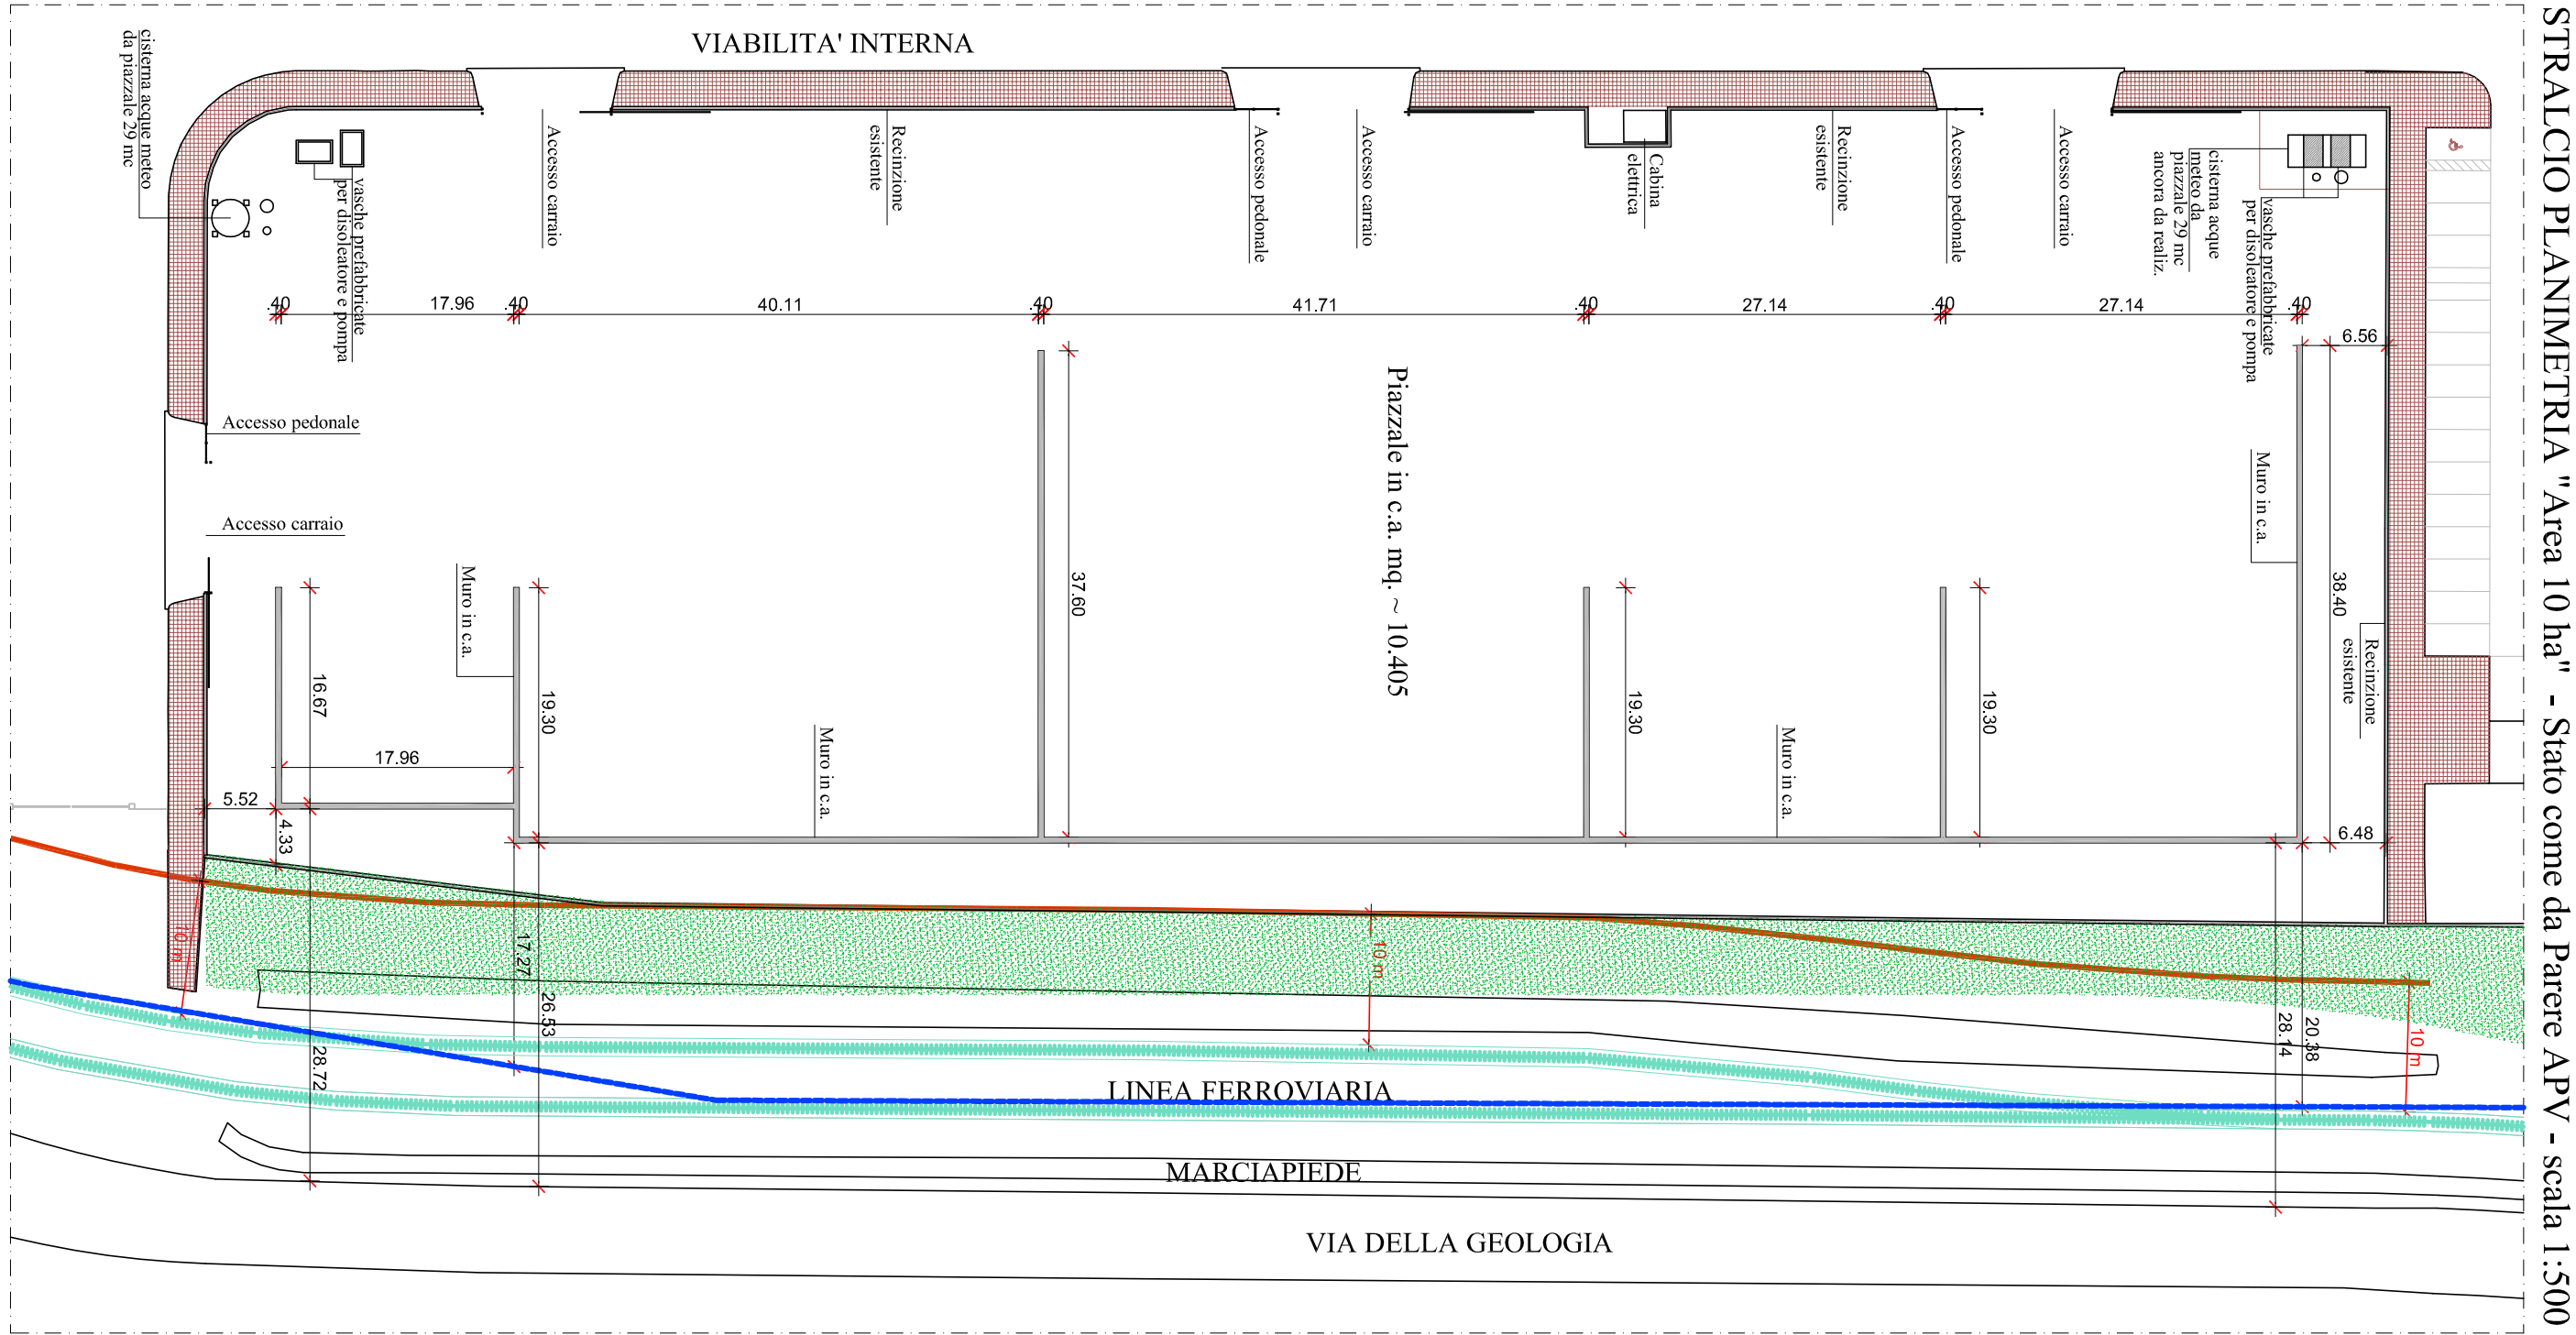 STRALCIO PLANIMETRIA "Area 10 ha" - Stato come da Parere APV - scala 1:500
VIABILITA' INTERNA
cisterna acque meteo
da piazzale 29 mc
vasche prefabbricate
per disoleatore e pompa
Accesso carraio
Recinzione
esistente
Accesso pedonale
Accesso carraio
Cabina
elettrica
Recinzione
esistente
Accesso pedonale
Accesso carraio
cisterna acque
meteo da
piazzale 29 mc
ancora da realiz.
vasche prefabbricate
per disoleatore e pompa
.40
17.96
.40
40.11
.40
41.71
.40
27.14
.40
27.14
.40
6.56
Accesso pedonale
Accesso carraio
Piazzale in c.a. mq. ~ 10.405
Muro in c.a.
38.40
37.60
Muro in c.a.
16.67
19.30
19.30
19.30
Recinzione
esistente
Muro in c.a.
Muro in c.a.
17.96
5.52
4.33
6.48
10 m
17.27
26.53
28.72
10 m
28.14
20.38
10 m
LINEA FERROVIARIA
MARCIAPIEDE
VIA DELLA GEOLOGIA